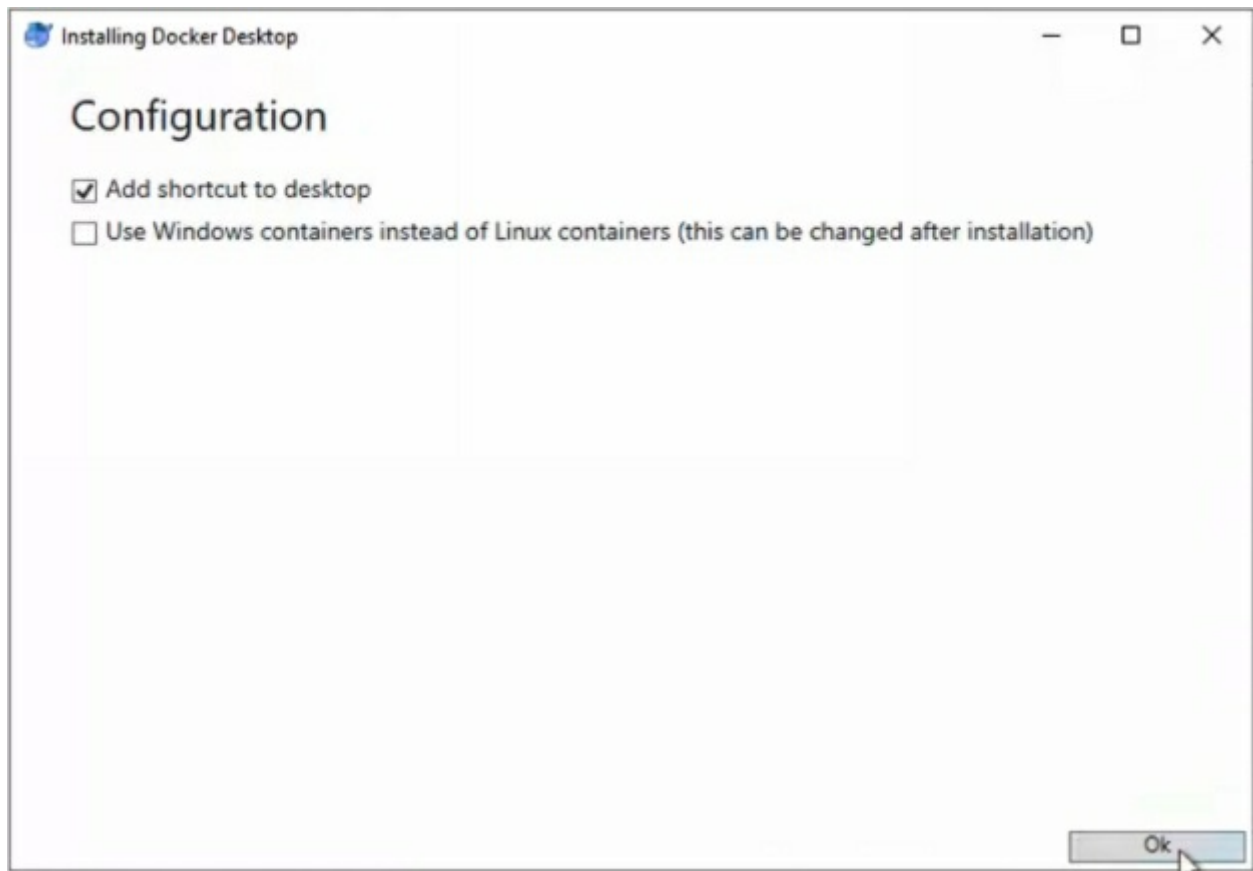 Installing Docker Desktop
Configuration
Add shortcut to desktop
Use Windows containers instead of Linux containers (this can be changed after installation)
Ok